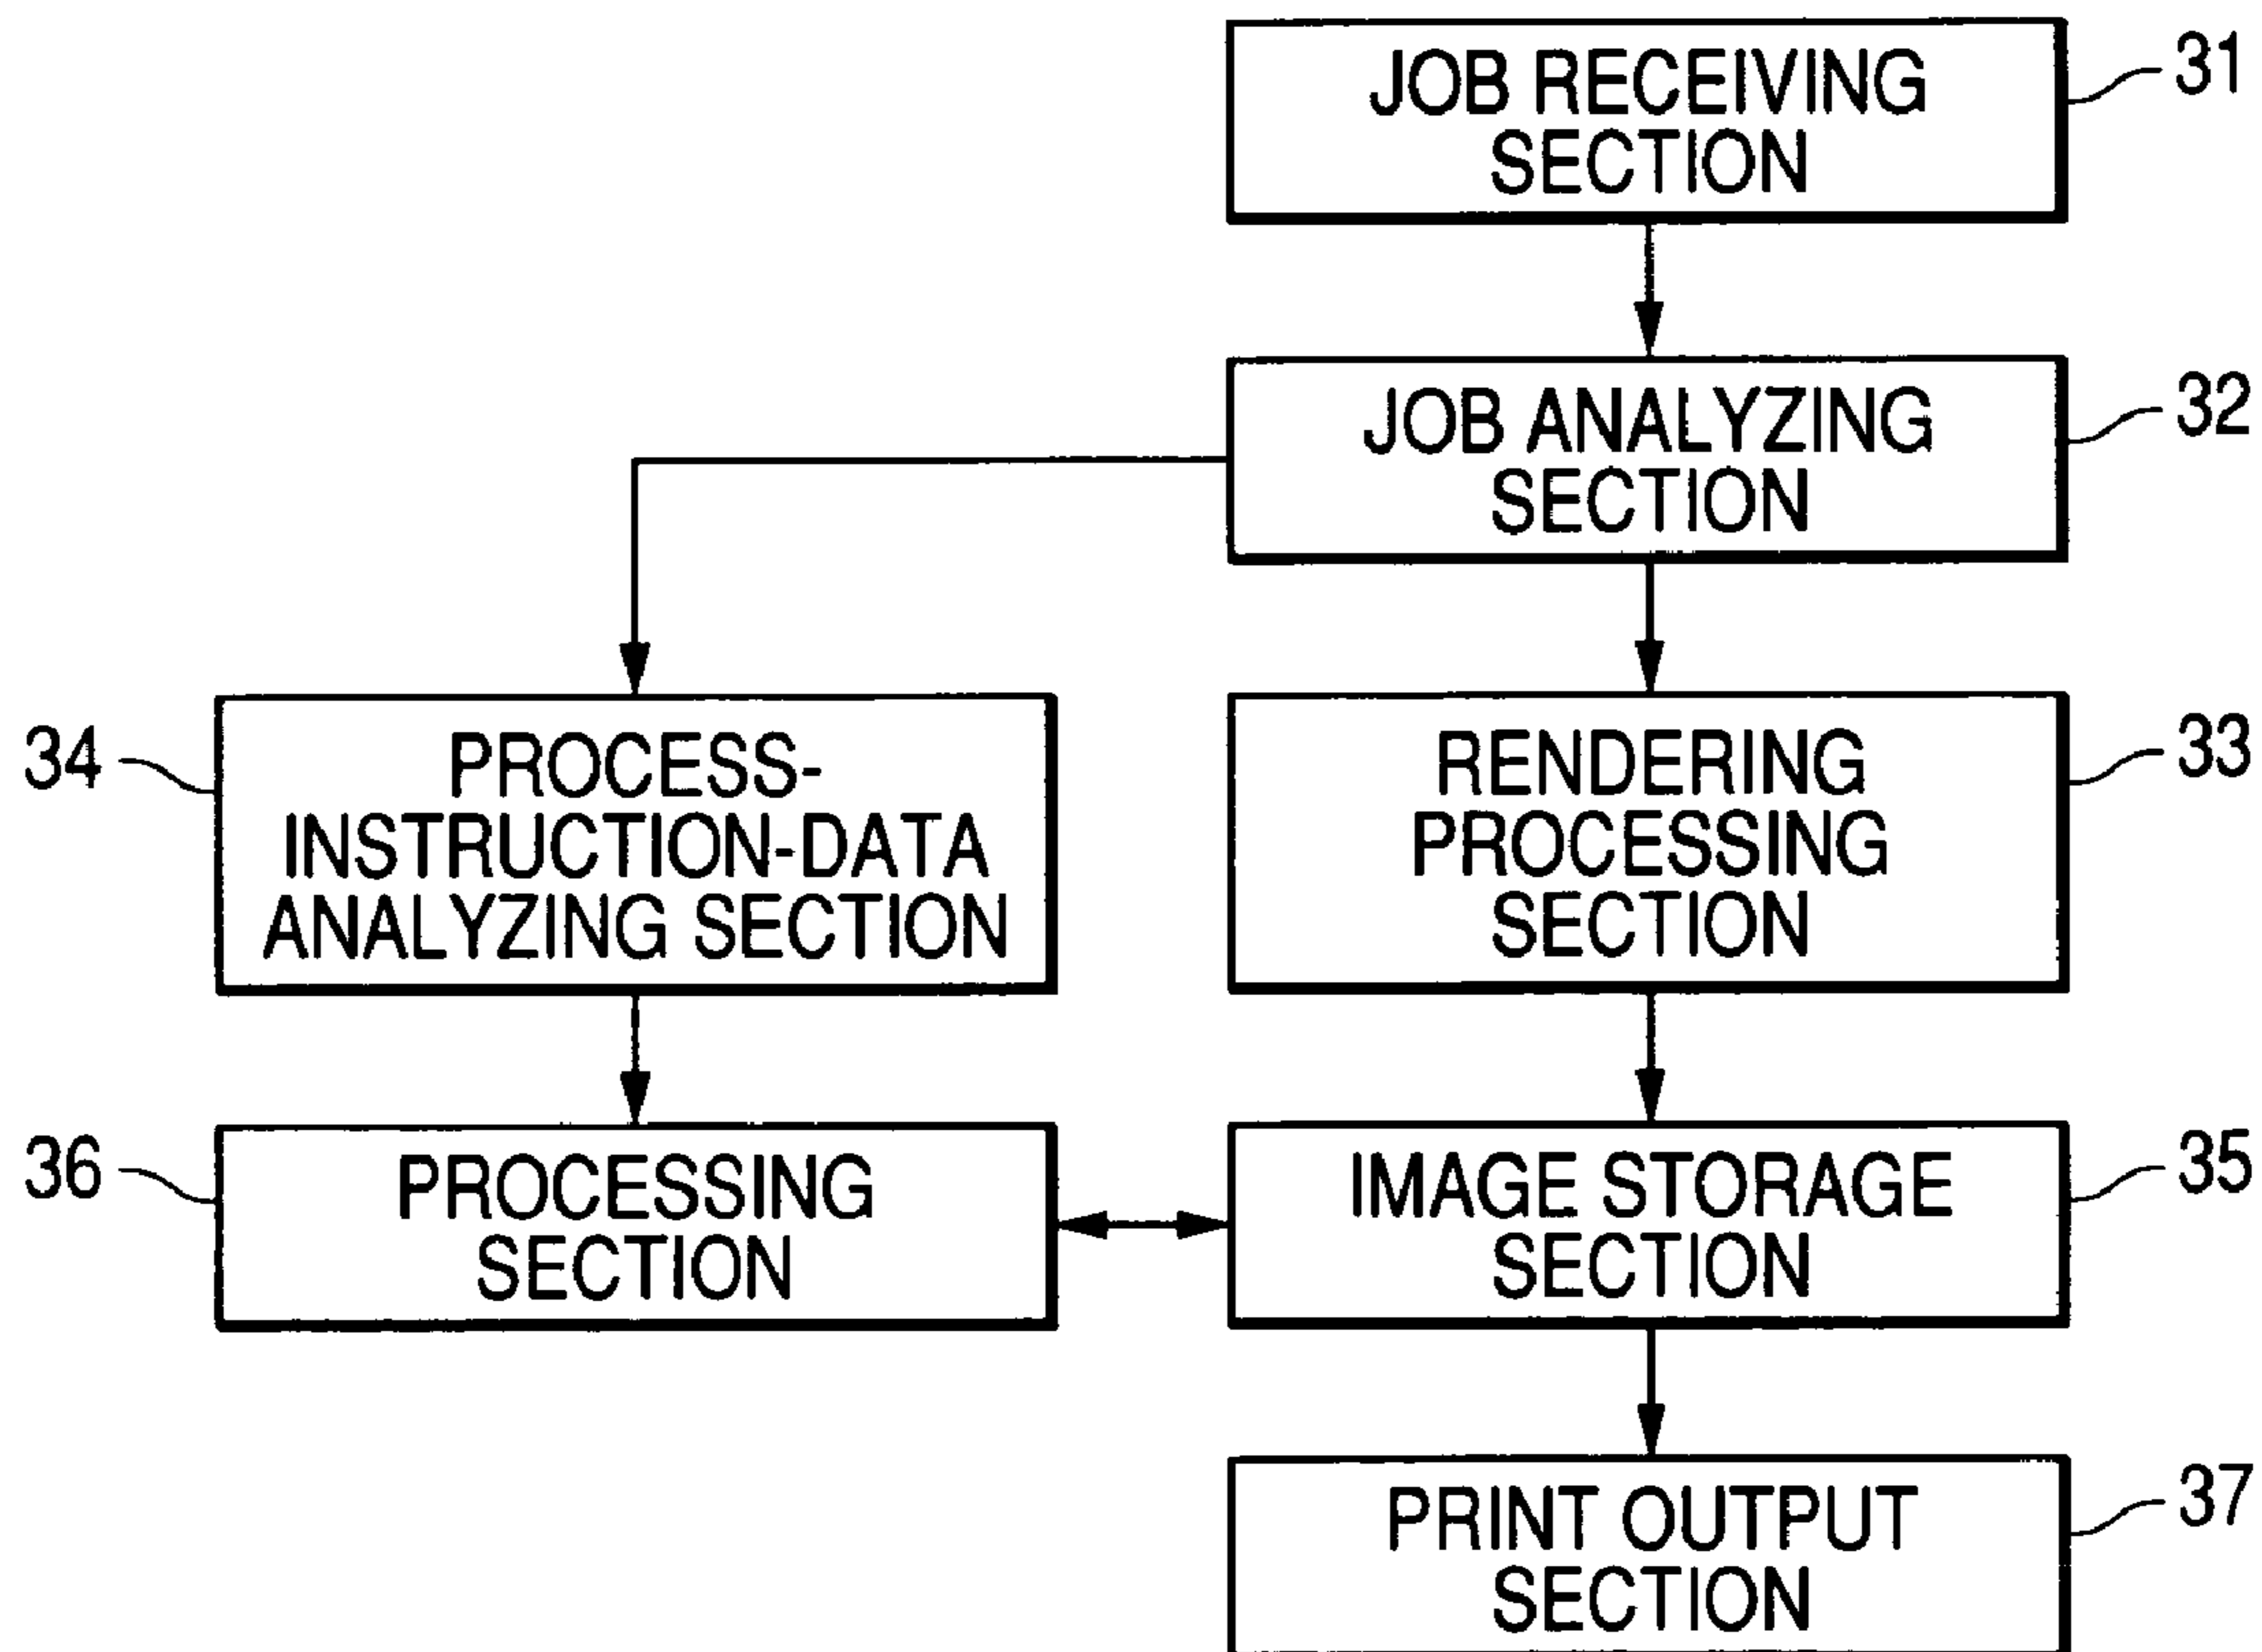 JOB RECEIVING
SECTION
31
JOB ANALYZING
SECTION
32
34
PROCESS-
INSTRUCTION-DATA
ANALYZING SECTION
RENDERING
PROCESSING
SECTION
33
36
PROCESSING
SECTION
IMAGE STORAGE
SECTION
35
PRINT OUTPUT
SECTION
37